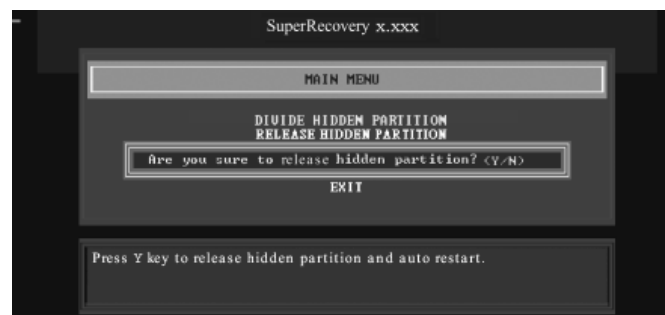 SuperRecovery x.xxx
MAIN MENU
DIVIDE HIDDEN PARTITION
RELEASE HIDDEN PARTITION
Are you sure to release hidden partition? (Y/N)
EXIT
Press Y key to release hidden partition and auto restart.